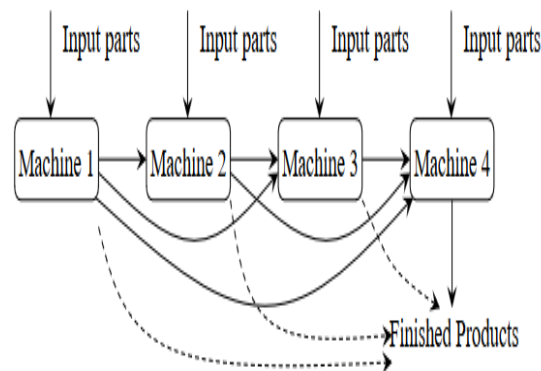 Input parts
Input parts
Input parts
Input parts
Machine 1
Machine 2
Machine 3
Machine 4
Finished Products